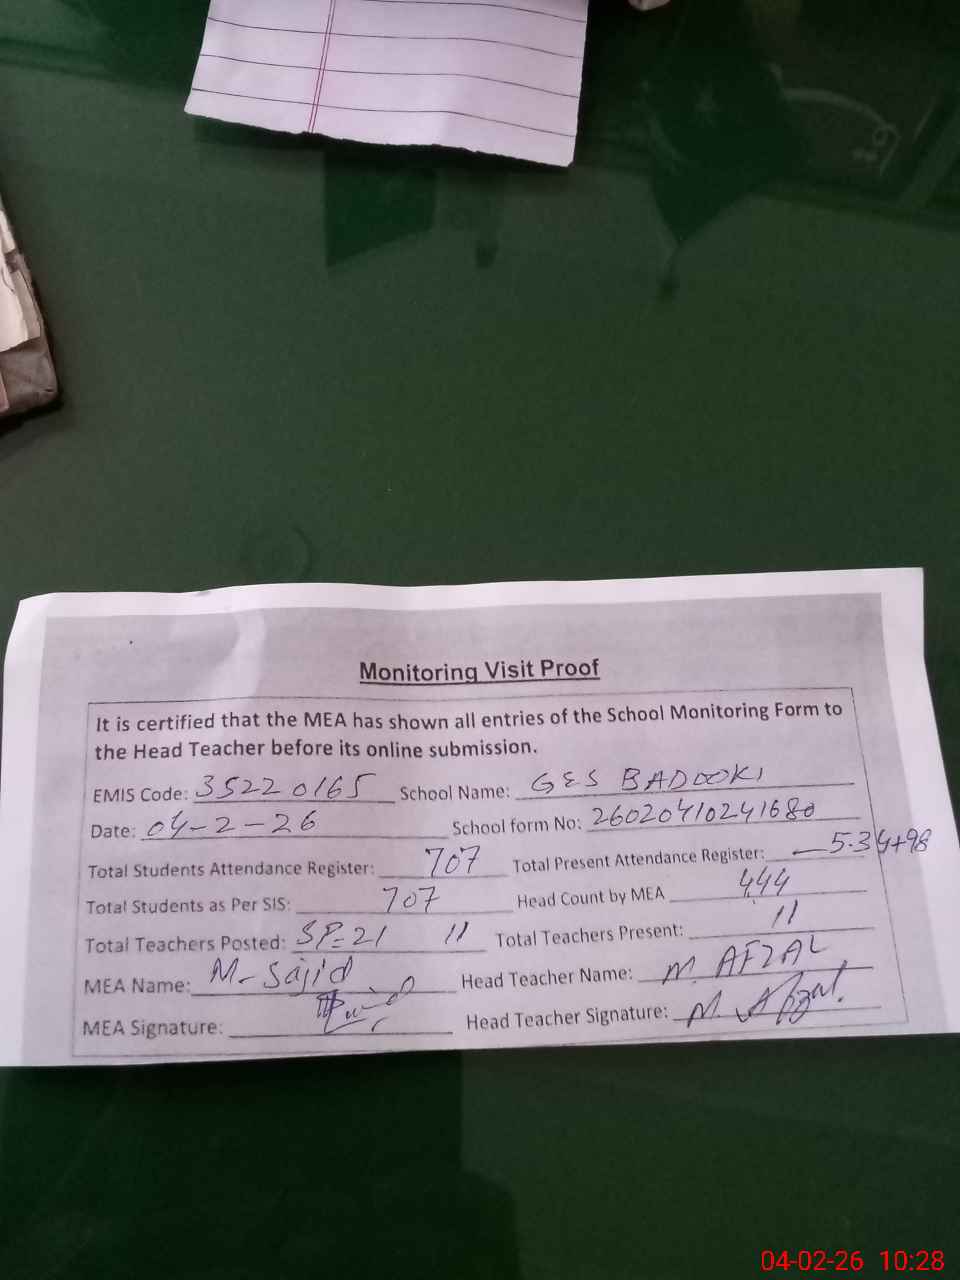 Monitoring Visit Proof
It is certified that the MEA has shown all entries of the School Monitoring Form to
the Head Teacher before its online submission.
EMIS Code: 35220165 School Name: GES BADOOKI
Date: 04-2-26 School form No: 26020410241680
Total Students Attendance Register: 707 Total Present Attendance Register: 534+98
Total Students as Per SIS: 707 Head Count by MEA 444
Total Teachers Posted: SP=21 11 Total Teachers Present: 11
MEA Name: M-Sajid Head Teacher Name: M. AFZAL
MEA Signature: Head Teacher Signature: M. Afzal
04-02-26 10:28